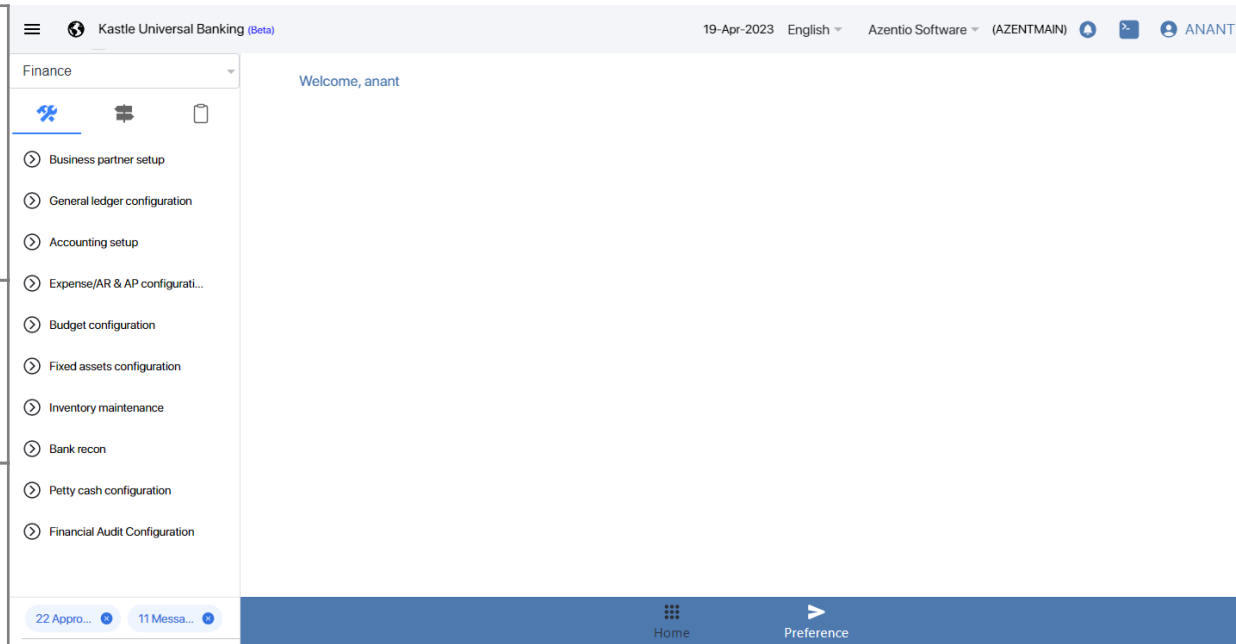 Kastle Universal Banking (Beta)
19-Apr-2023 English Azentio Software (AZENTMAIN) ANANT
Finance
Welcome, anant
Business partner setup
General ledger configuration
Accounting setup
Expense/AR & AP configurati...
Budget configuration
Fixed assets configuration
Inventory maintenance
Bank recon
Petty cash configuration
Financial Audit Configuration
22 Appro... 11 Messa...
Home Preference